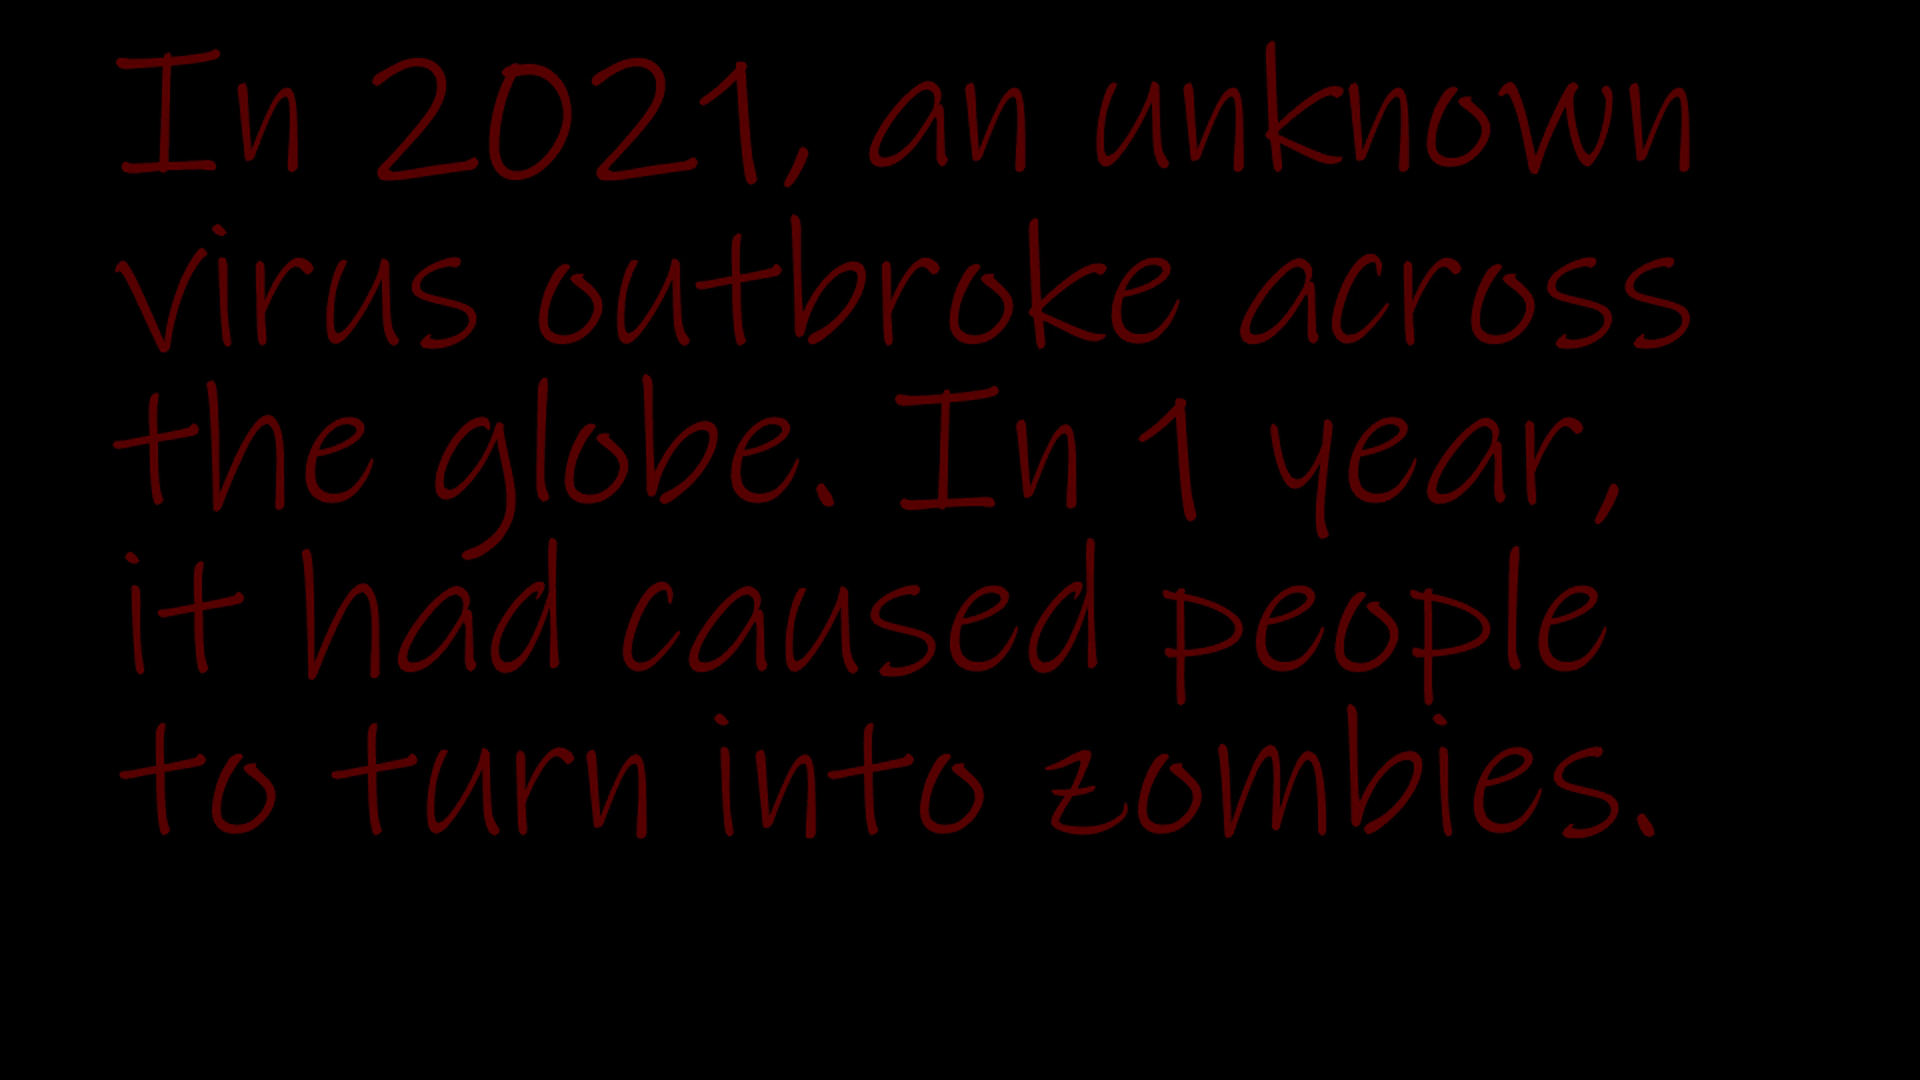 In 2021, an unknown
virus outbroke across
the globe. In 1 year,
it had caused people
to turn into zombies.